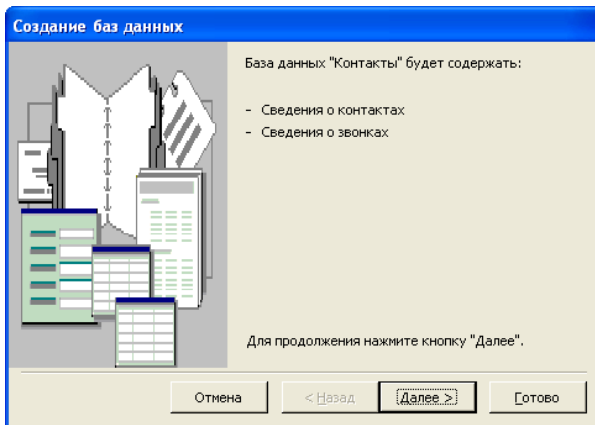 Создание баз данных
База данных "Контакты" будет содержать:
- Сведения о контактах
- Сведения о звонках
Для продолжения нажмите кнопку "Далее".
Отмена
< Назад
Далее >
Готово